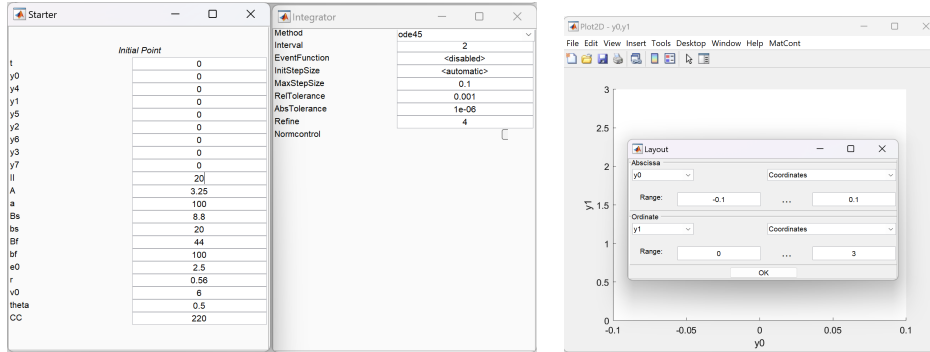 Starter
Initial Point
t 0
y0 0
y4 0
y1 0
y5 0
y2 0
y6 0
y3 0
y7 0
II 20
A 3.25
a 100
Bs 8.8
bs 20
Bf 44
bf 100
e0 2.5
r 0.56
v0 6
theta 0.5
CC 220
Integrator
Method ode45
Interval 2
EventFunction <disabled>
InitStepSize <automatic>
MaxStepSize 0.1
RelTolerance 0.001
AbsTolerance 1e-06
Refine 4
Normcontrol
Plot2D - y0,y1
File Edit View Insert Tools Desktop Window Help MatCont
3
2.5
2
y1 1.5
1
0.5
0
-0.1 -0.05 0 0.05 0.1
y0
Layout
Abscissa
y0 Coordinates
Range: -0.1 ... 0.1
Ordinate
y1 Coordinates
Range: 0 ... 3
OK